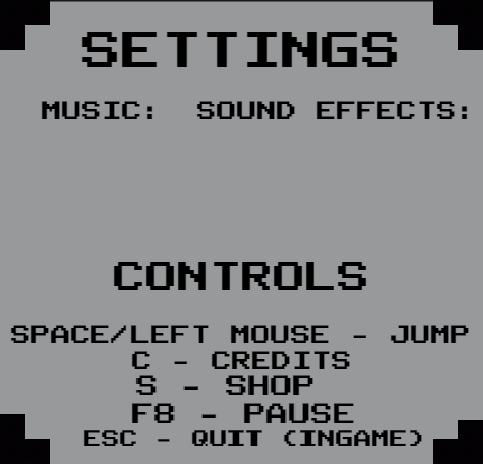 SETTINGS
MUSIC: SOUND EFFECTS:
CONTROLS
SPACE/LEFT MOUSE - JUMP
C - CREDITS
S - SHOP
F8 - PAUSE
ESC - QUIT (INGAME)